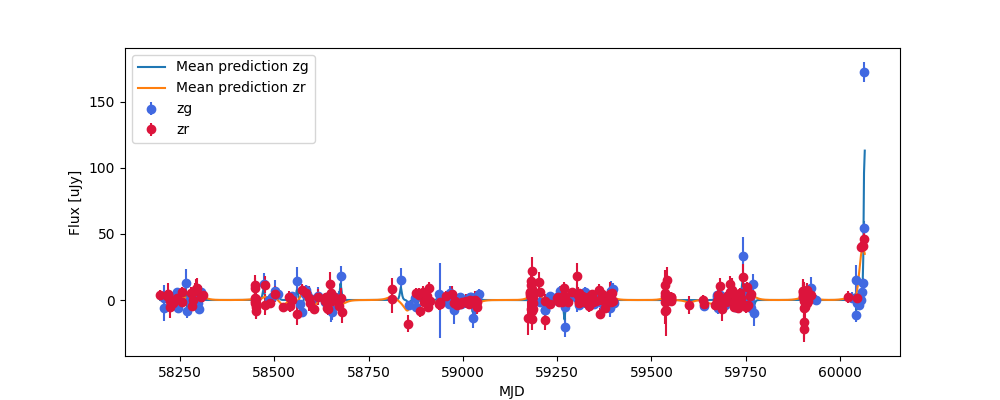 Mean prediction zg
Mean prediction zr
zg
zr
150
100
50
0
Flux [uJy]
58250 58500 58750 59000 59250 59500 59750 60000
MJD